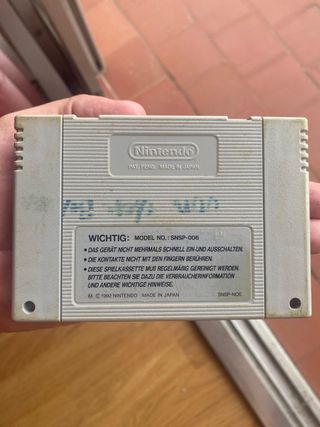 Nintendo
PAT. PEND. MADE IN JAPAN
WICHTIG: MODEL NO.: SNSP-006
• DAS GERÄT NICHT MEHRMALS SCHNELL EIN-UND AUSSCHALTEN.
• DIE KONTAKTE NICHT MIT DEN FINGERN BERÜHREN.
• DIESE SPIELKASSETTE MUß REGELMÄßIG GEREINIGT WERDEN.
BITTE BEACHTEN SIE DAZU DIE VERBRAUCHERINFORMATION
UND ANDERE WICHTIGE HINWEISE.
M © 1992 NINTENDO MADE IN JAPAN SNSP-NOE